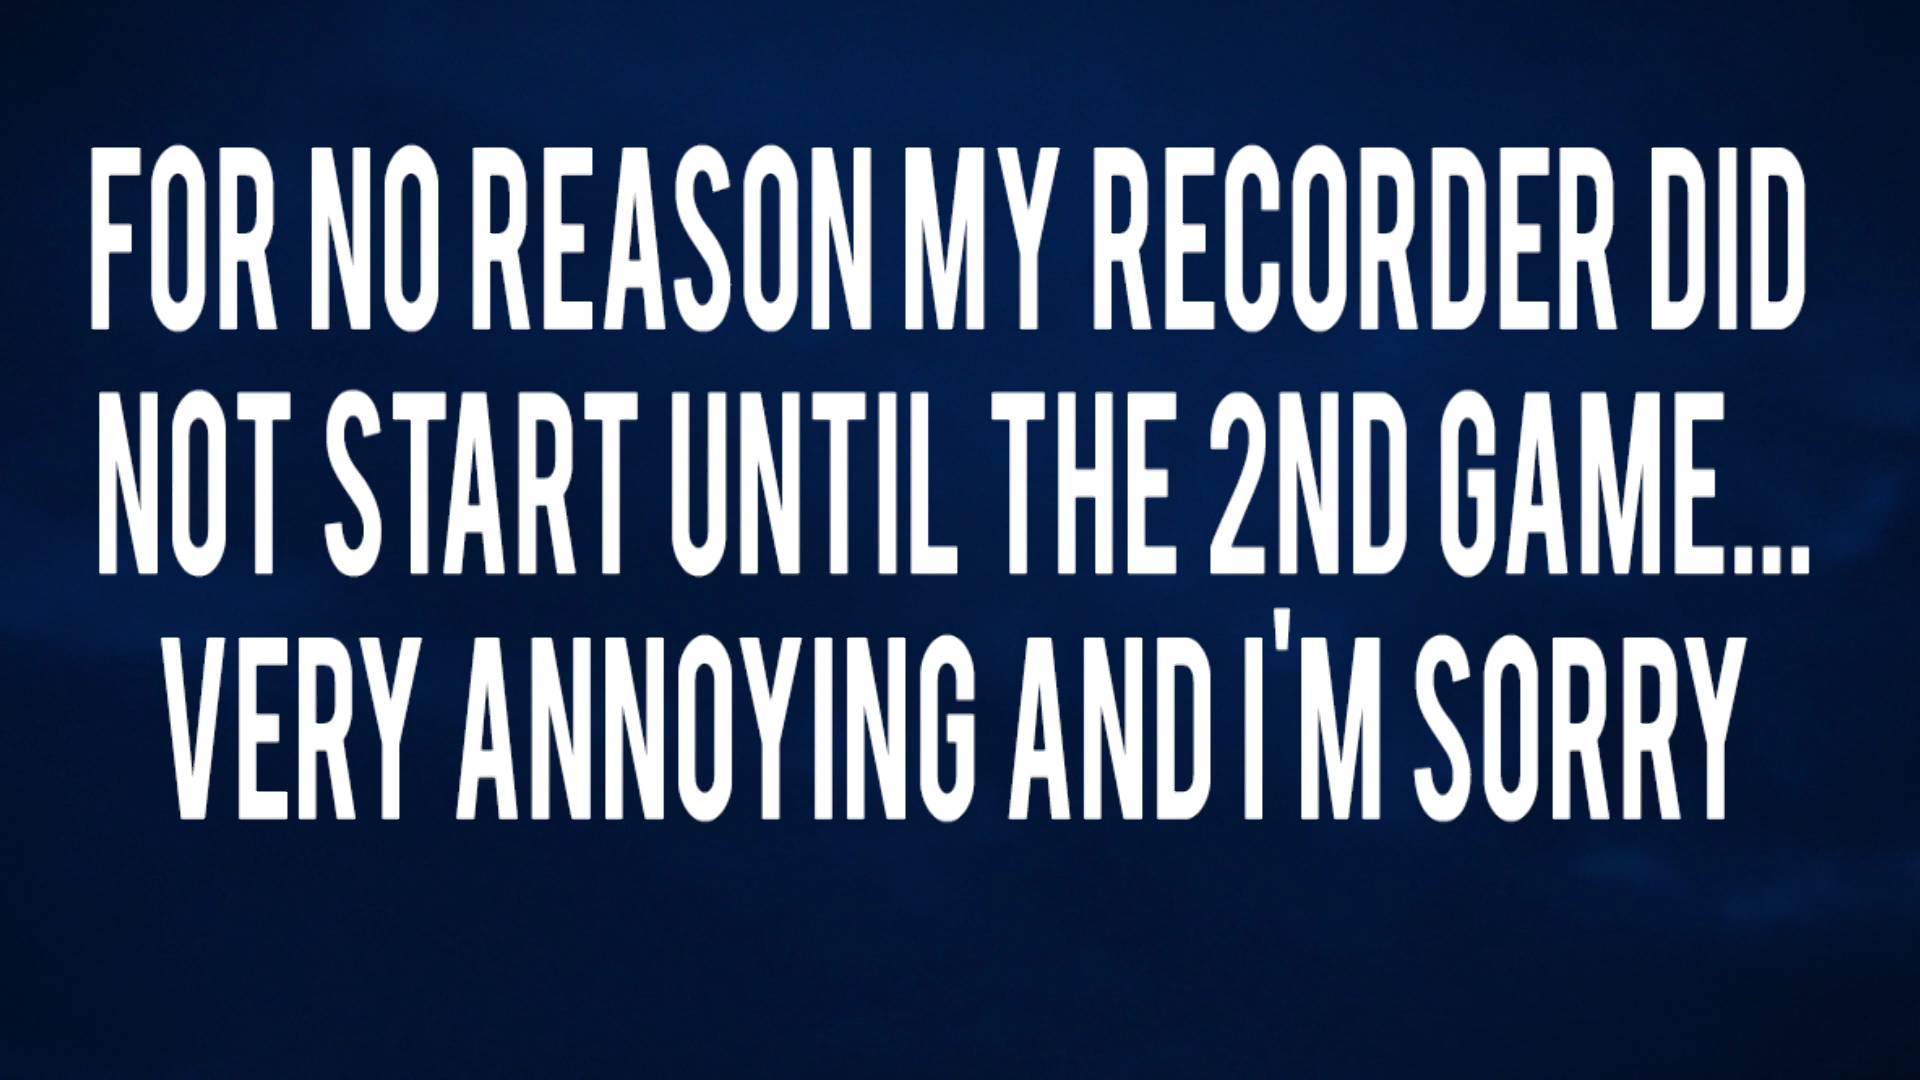 FOR NO REASON MY RECORDER DID
NOT START UNTIL THE 2ND GAME...
VERY ANNOYING AND I'M SORRY